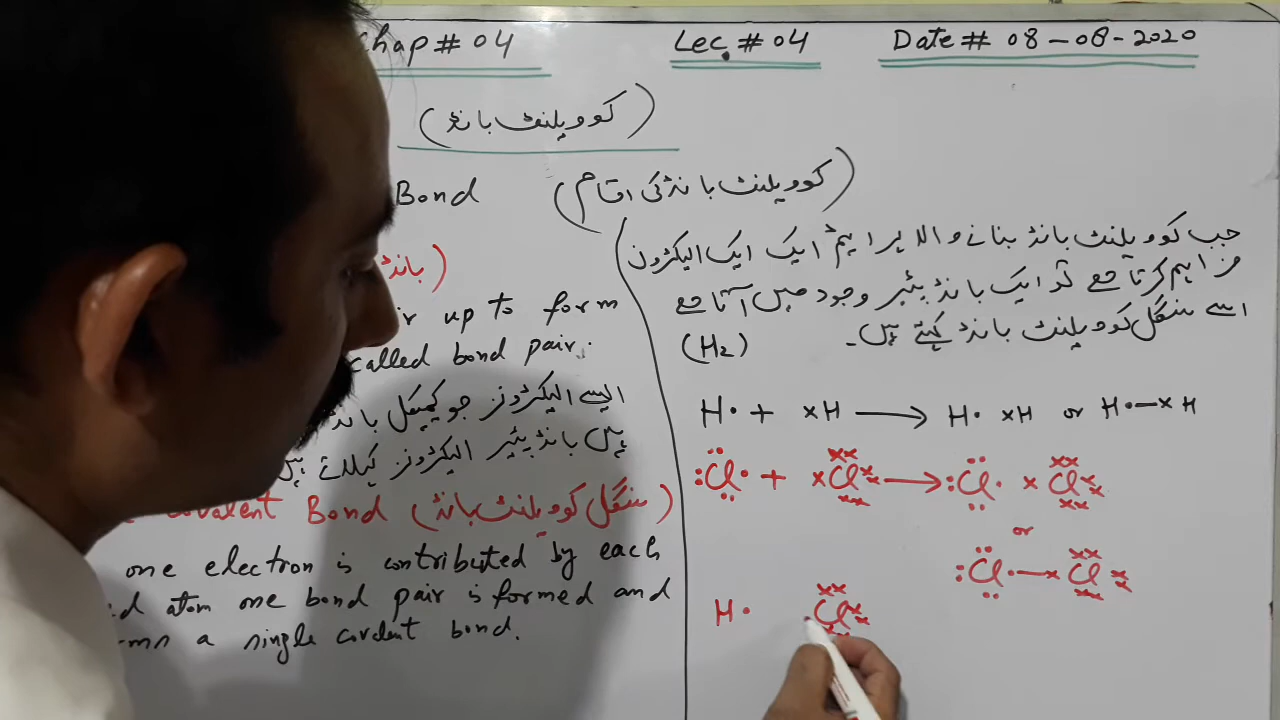 Chap # 04 Lec. # 04 Date # 08-08-2020
(کوویلنٹ بانڈ)
Bond (کوویلنٹ بانڈ کی اقسام)
بانڈ)
up to form
called bond pair.
ایسے الیکٹرونز جو کیمیکل بانڈ
ہیں بانڈ پیئر الیکٹرونز کہلاتے ہیں
Covalent Bond (سنگل کوویلنٹ بانڈ)
one electron is contributed by each
atom one bond pair is formed and
a single covlent bond.
جب کوویلنٹ بانڈ بنانے والا ہر ایٹم ایک ایک الیکٹرون
فراہم کرتا ہے تو ایک بانڈ پیئر وجود میں آتا ہے
اسے سنگل کوویلنٹ بانڈ کہتے ہیں۔
(H2)
H· + ×H ⟶ H· ×H or H·—× H
:Cl· + ×Cl ⟶ :Cl· × Cl
or
:Cl·—×Cl
H· Cl